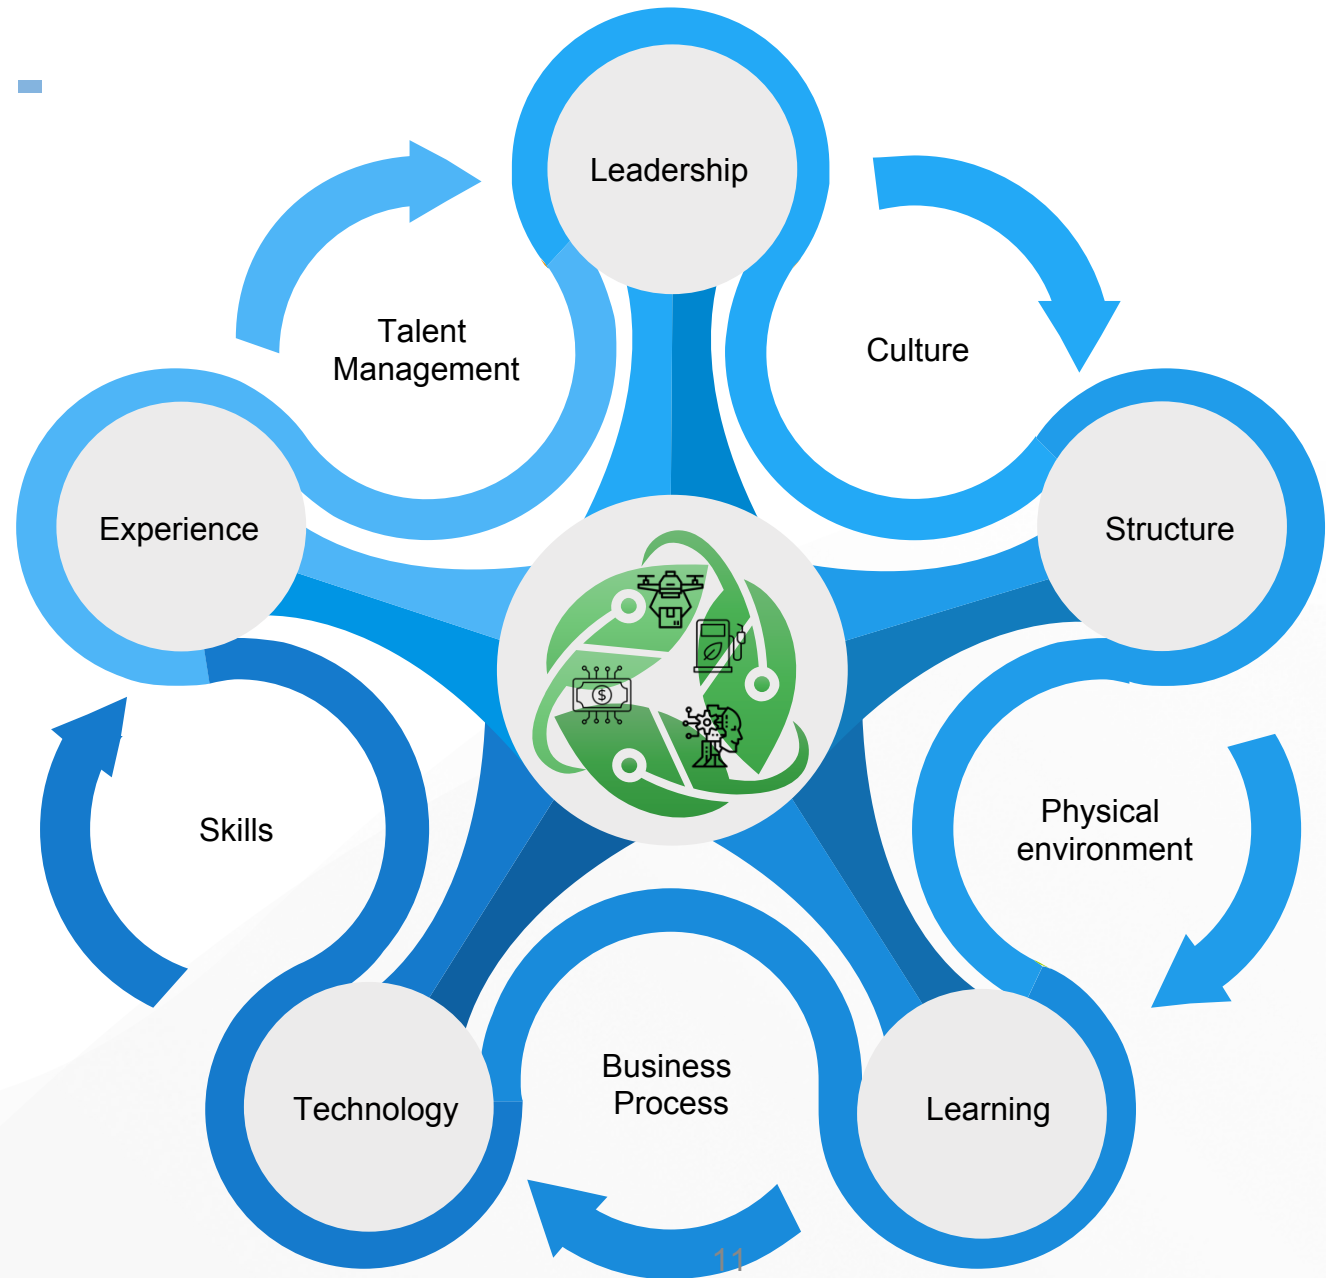 Leadership
Talent
Management
Culture
Experience
Structure
Skills
Physical
environment
Business
Process
Technology
Learning
$
11